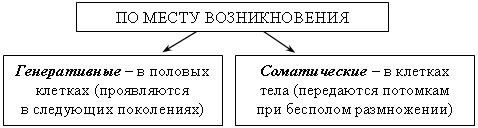 ПО МЕСТУ ВОЗНИКНОВЕНИЯ
Генеративные – в половых
клетках (проявляются
в следующих поколениях)
Соматические – в клетках
тела (передаются потомкам
при бесполом размножении)